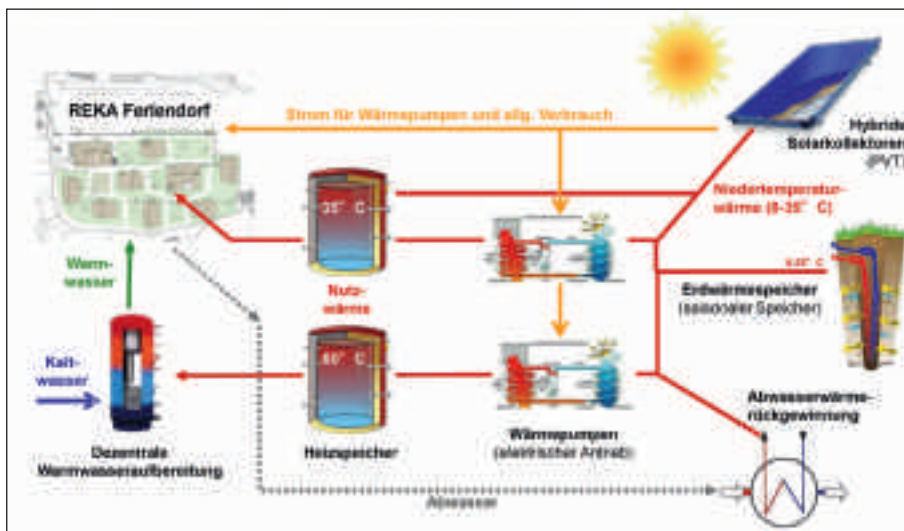 REKA Feriendorf
Strom für Wärmepumpen und allg. Verbrauch
Hybride
Solarkollektoren
(PVT)
35° C
Niedertemperatur-
wärme (0-35° C)
Warm-
wasser
Nutz-
wärme
Erdwärmespeicher
(saisonaler Speicher)
Kalt-
wasser
60° C
Abwasserwärme-
rückgewinnung
Dezentrale
Warmwasseraufbereitung
Heizspeicher
Wärmepumpen
(elektrischer Antrieb)
Abwasser